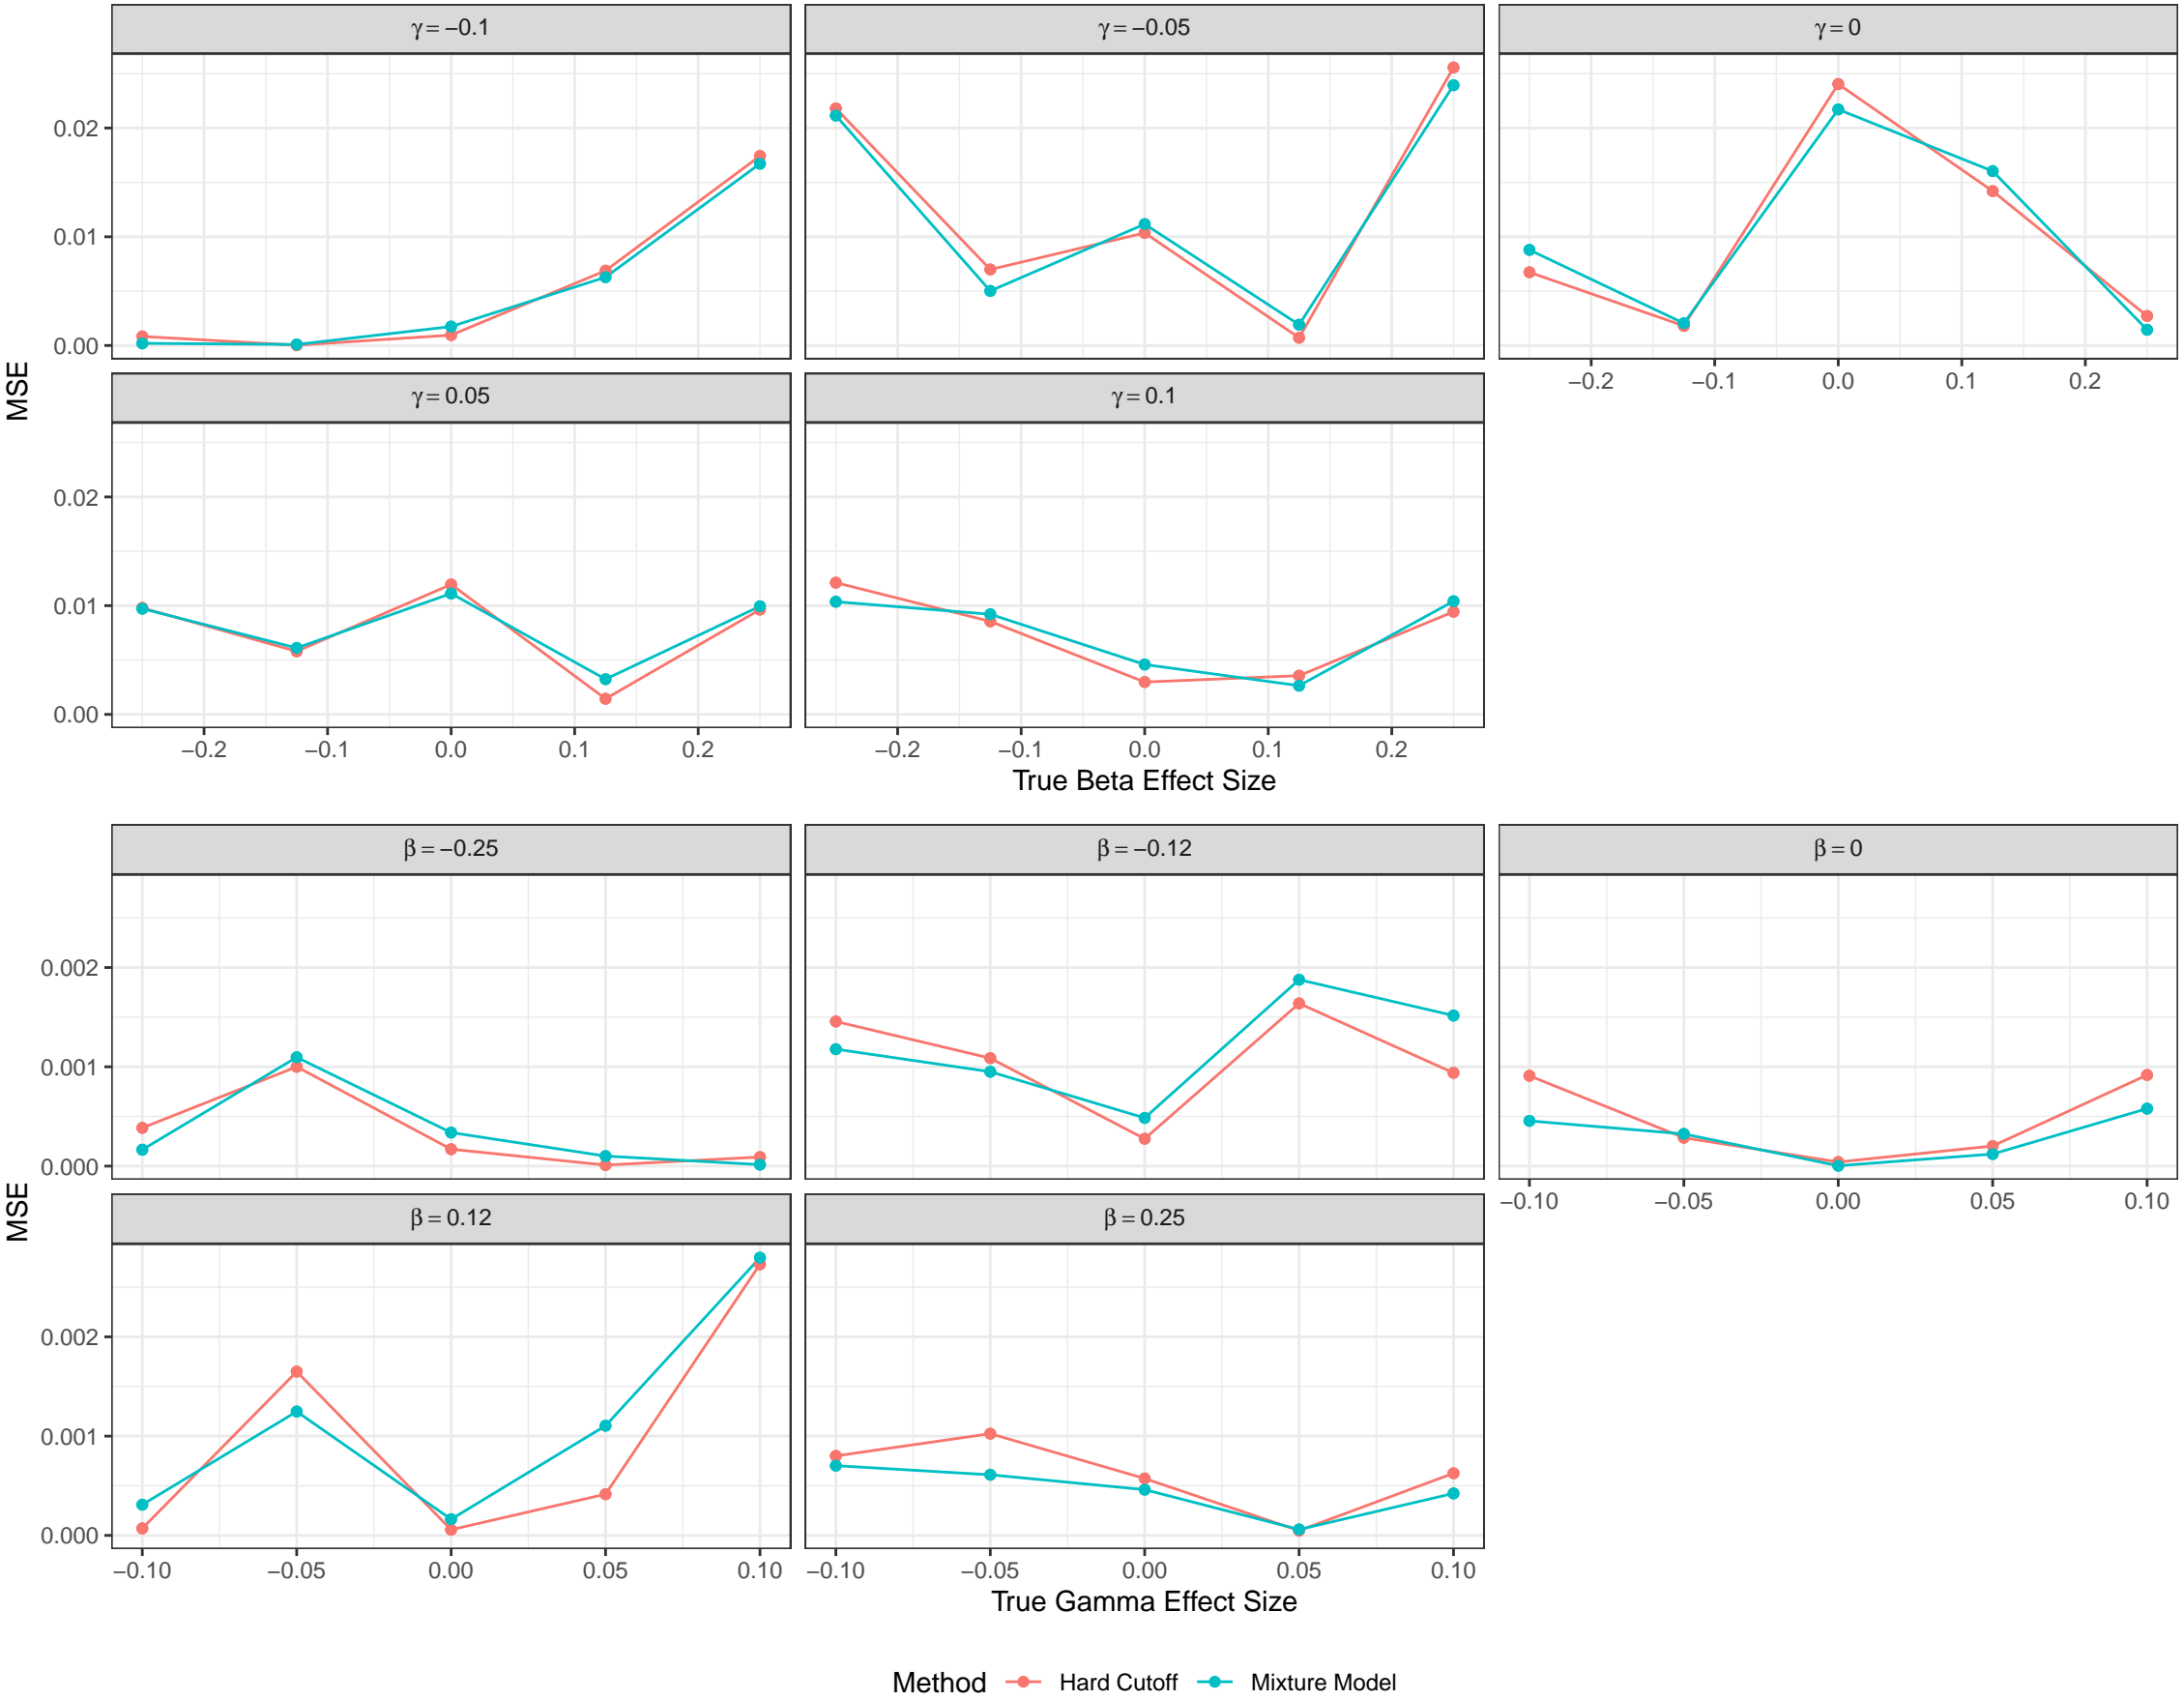 γ = −0.1
γ = −0.05
γ = 0
0.02
0.01
0.00
−0.2 −0.1 0.0 0.1 0.2
MSE
γ = 0.05
γ = 0.1
0.02
0.01
0.00
−0.2 −0.1 0.0 0.1 0.2
−0.2 −0.1 0.0 0.1 0.2
True Beta Effect Size
β = −0.25
β = −0.12
β = 0
0.002
0.001
0.000
−0.10 −0.05 0.00 0.05 0.10
MSE
β = 0.12
β = 0.25
0.002
0.001
0.000
−0.10 −0.05 0.00 0.05 0.10
−0.10 −0.05 0.00 0.05 0.10
True Gamma Effect Size
Method Hard Cutoff Mixture Model